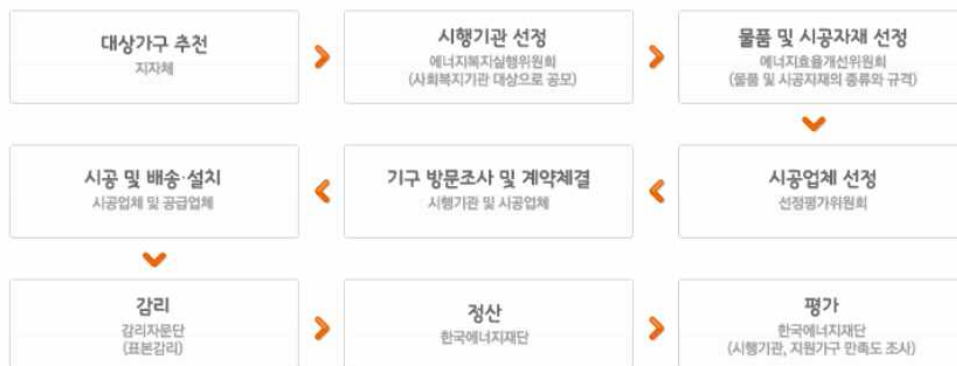 대상가구 추전
지자체
시행기관 선정
에너지복지실행위원회
(사회복지기관 대상으로 공모)
물품 및 시공자재 선정
에너지효율개선위원회
(물품 및 시공자재의 종류와 규격)
시공업체 선정
선정평가위원회
기구 방문조사 및 계약체결
시행기관 및 시공업체
시공 및 배송·설치
시공업체 및 공급업체
감리
감리자문단
(표본감리)
정산
한국에너지재단
평가
한국에너지재단
(시행기관, 지원가구 만족도 조사)